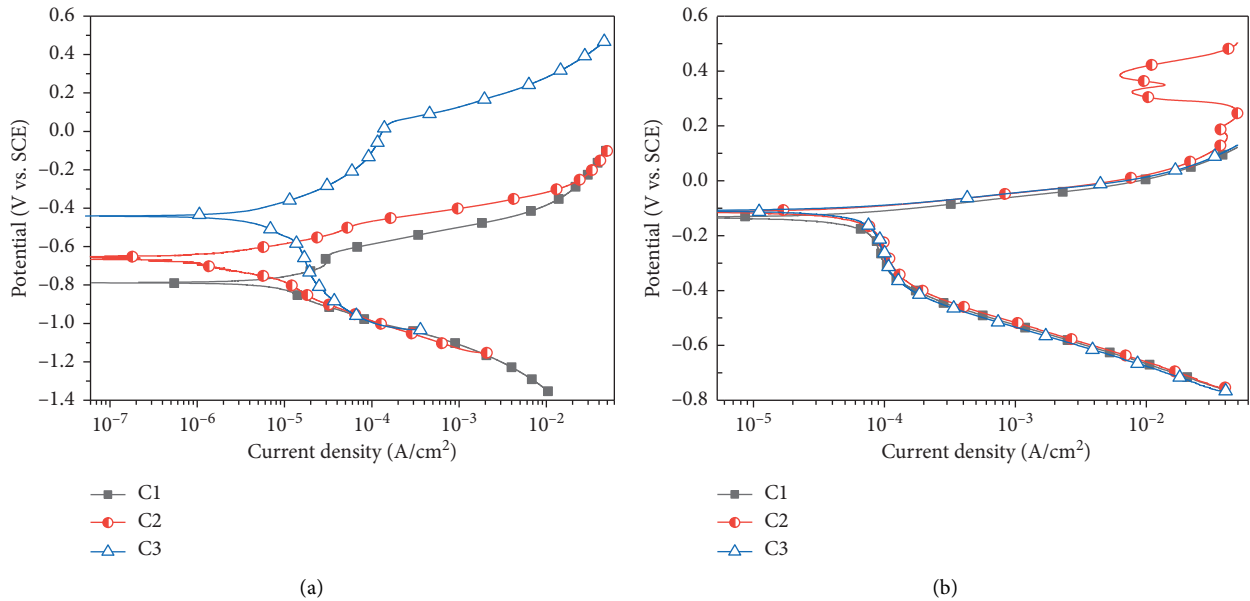 0.6
0.4
0.2
0.0
–0.2
–0.4
–0.6
–0.8
–1.0
–1.2
–1.4
Potential (V vs. SCE)
10⁻⁷ 10⁻⁶ 10⁻⁵ 10⁻⁴ 10⁻³ 10⁻²
Current density (A/cm²)
C1
C2
C3
(a)
0.6
0.4
0.2
0.0
–0.2
–0.4
–0.6
–0.8
Potential (V vs. SCE)
10⁻⁵ 10⁻⁴ 10⁻³ 10⁻²
Current density (A/cm²)
C1
C2
C3
(b)